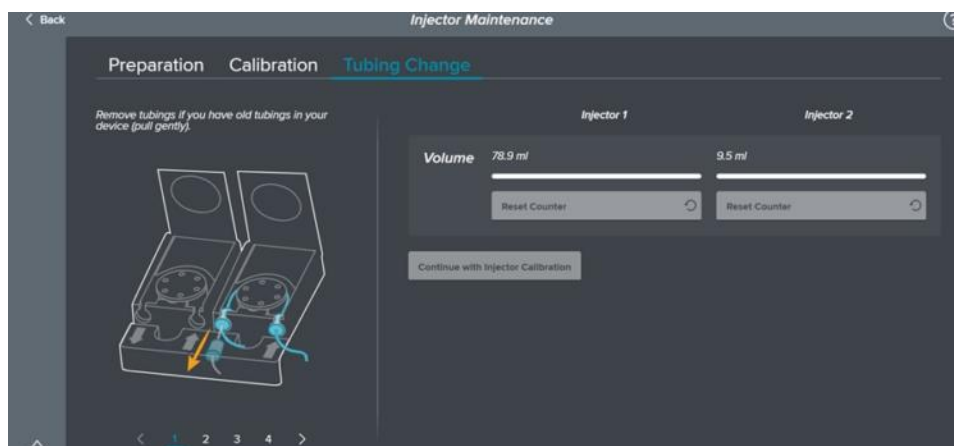 Back
Injector Maintenance
Preparation Calibration Tubing Change
Remove tubings if you have old tubings in your
device (pull gently).
Injector 1 Injector 2
Volume 78.9 ml 9.5 ml
Reset Counter Reset Counter
Continue with Injector Calibration
1 2 3 4